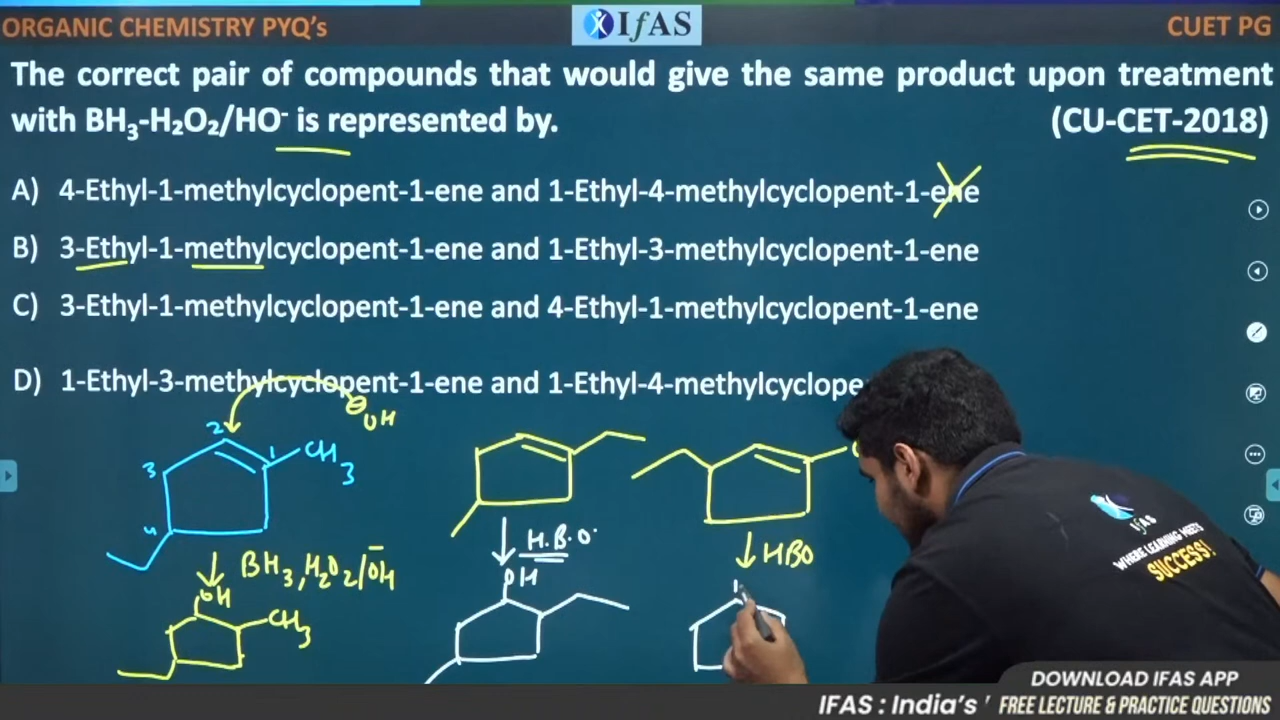 ORGANIC CHEMISTRY PYQ's
IfAS
CUET PG
The correct pair of compounds that would give the same product upon treatment
with BH₃-H₂O₂/HO⁻ is represented by.
(CU-CET-2018)
A) 4-Ethyl-1-methylcyclopent-1-ene and 1-Ethyl-4-methylcyclopent-1-ene
B) 3-Ethyl-1-methylcyclopent-1-ene and 1-Ethyl-3-methylcyclopent-1-ene
C) 3-Ethyl-1-methylcyclopent-1-ene and 4-Ethyl-1-methylcyclopent-1-ene
D) 1-Ethyl-3-methylcyclopent-1-ene and 1-Ethyl-4-methylcyclope
⊖OH
2
1 CH₃
3
4
BH₃, H₂O₂/OH⁻
OH
CH₃
H.B.O.
OH
HBO
IfAS
WHERE LEARNING MEETS
SUCCESS!
DOWNLOAD IFAS APP
IFAS : India's
FREE LECTURE & PRACTICE QUESTIONS